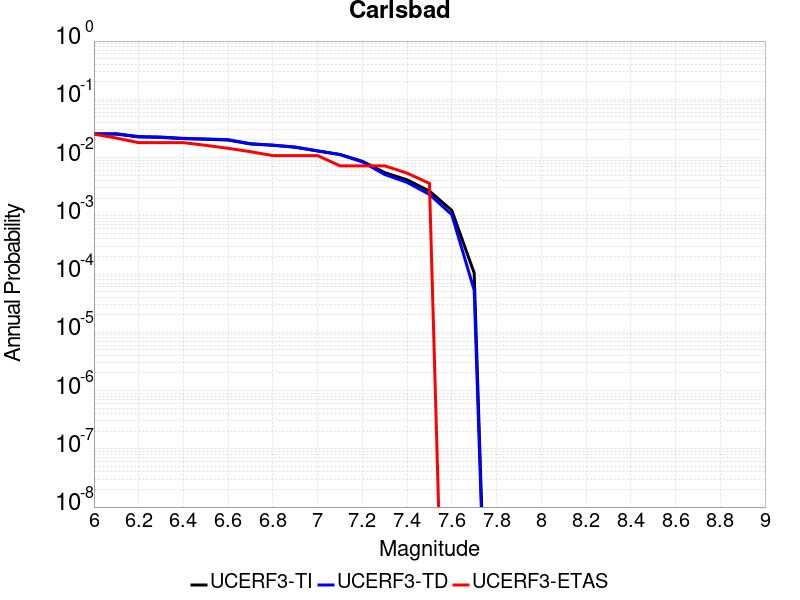 Carlsbad
10^0
10^-1
10^-2
10^-3
10^-4
10^-5
10^-6
10^-7
10^-8
Annual Probability
6 6.2 6.4 6.6 6.8 7 7.2 7.4 7.6 7.8 8 8.2 8.4 8.6 8.8 9
Magnitude
UCERF3-TI UCERF3-TD UCERF3-ETAS